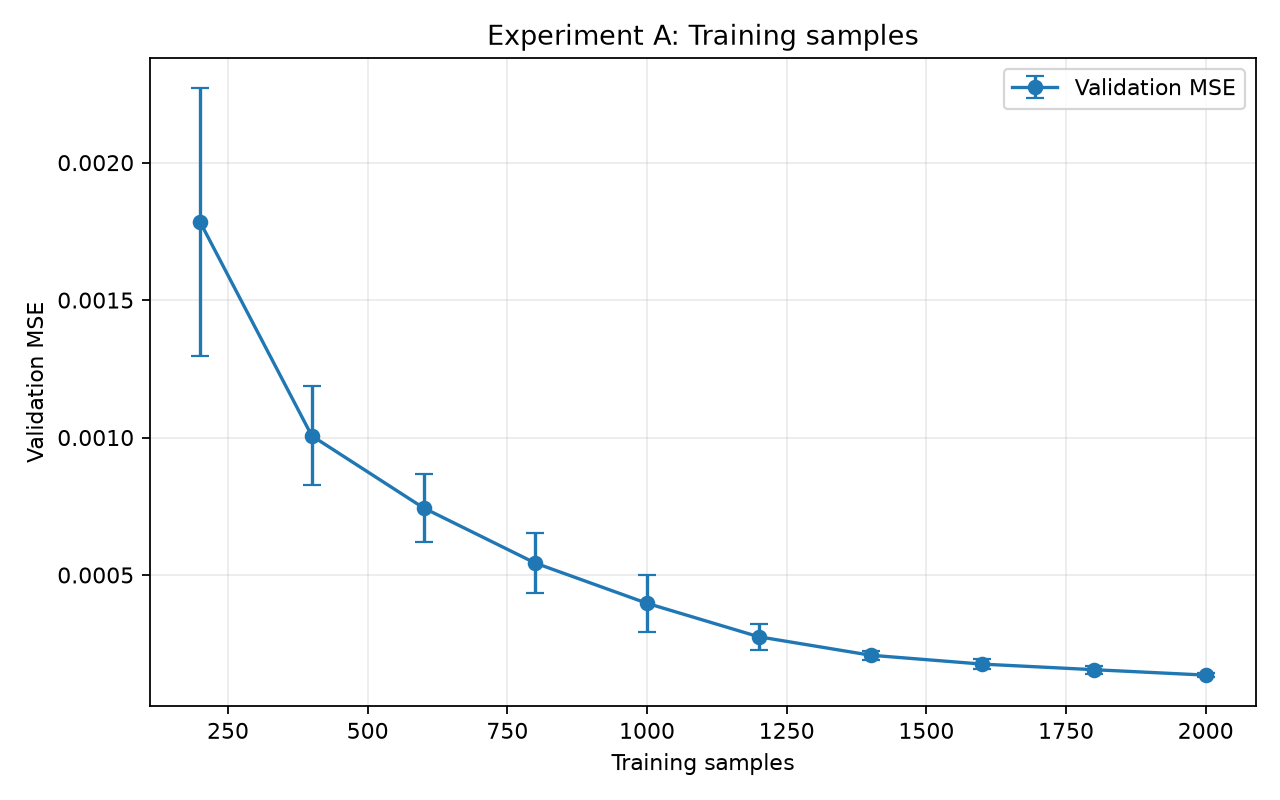 Experiment A: Training samples
Validation MSE
0.0020
0.0015
0.0010
0.0005
Validation MSE
250 500 750 1000 1250 1500 1750 2000
Training samples